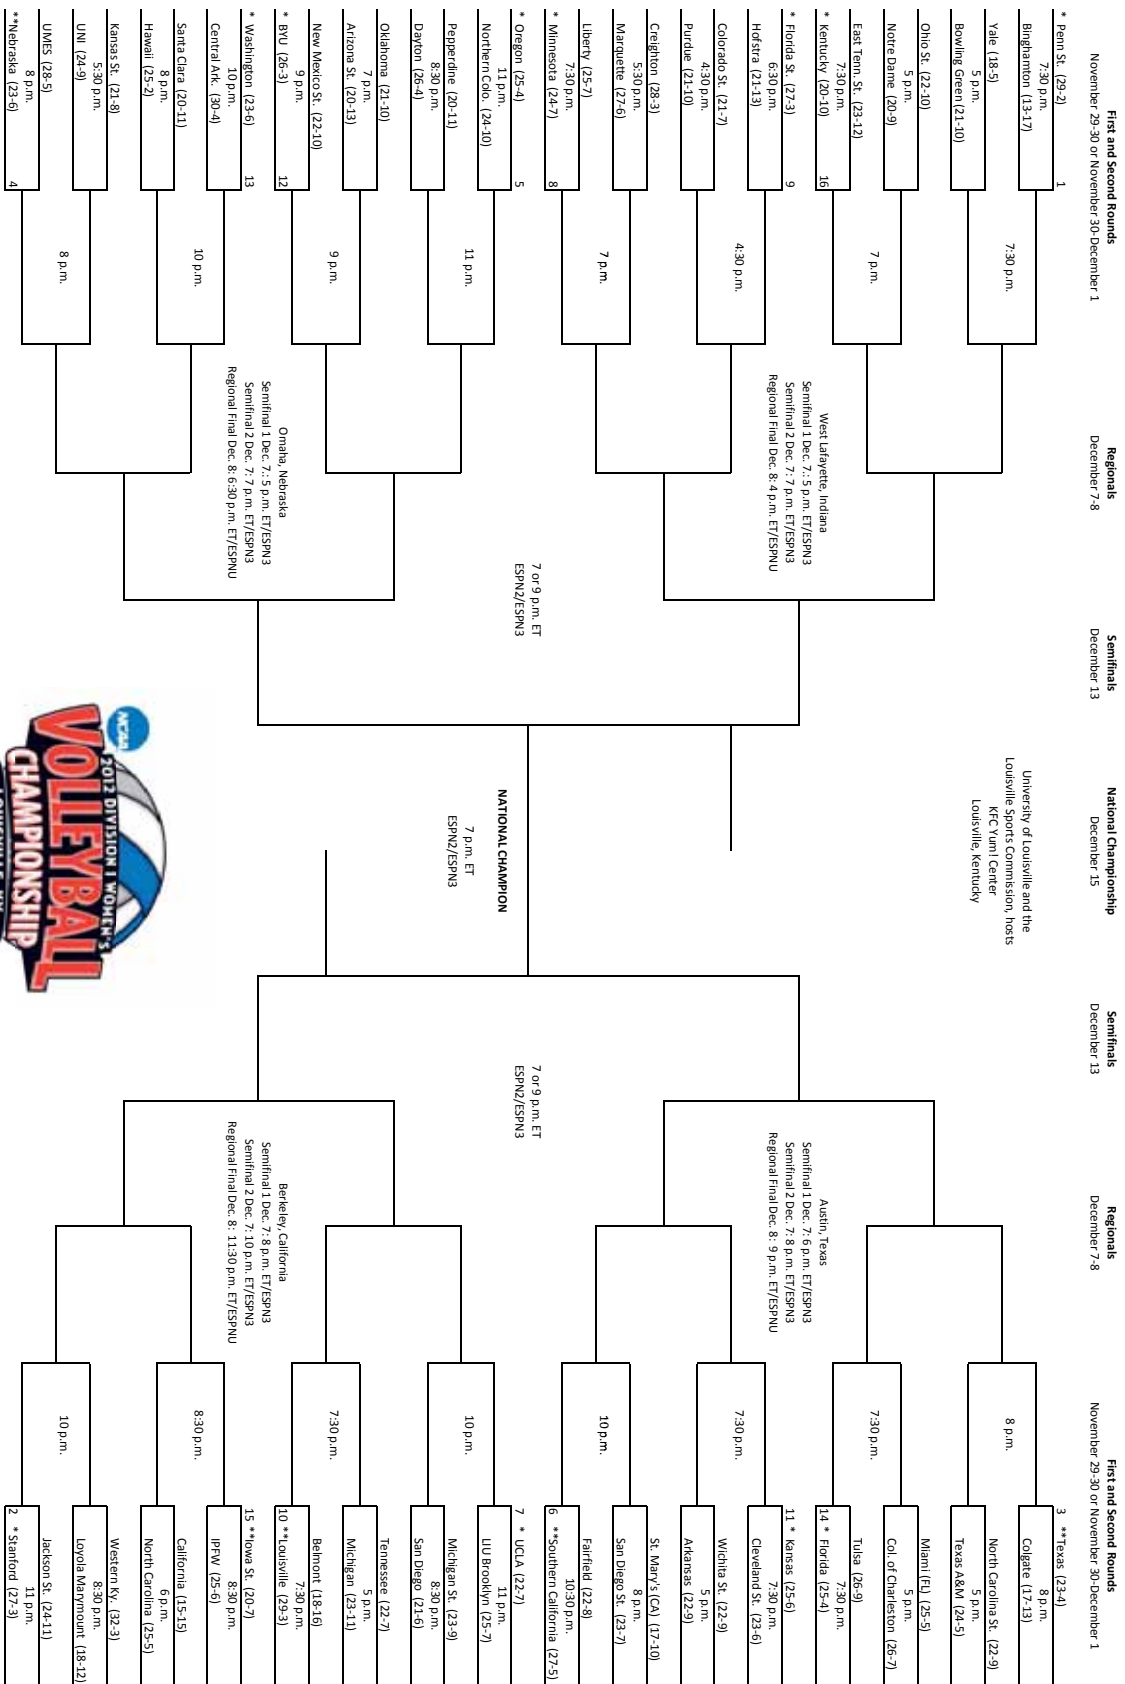 First and Second Rounds
November 29-30 or November 30-December 1
Regionals
December 7-8
Semifinals
December 13
National Championship
December 15
Semifinals
December 13
Regionals
December 7-8
First and Second Rounds
November 29-30 or November 30-December 1
* Penn St. (29-2) 1
7:30 p.m.
Binghamton (13-17)
7:30 p.m.
Yale (18-5)
5 p.m.
Bowling Green (21-10)
Ohio St. (22-10)
5 p.m.
Notre Dame (20-9)
7 p.m.
East Tenn. St. (23-12)
7:30 p.m.
* Kentucky (20-10) 16
West Lafayette, Indiana
Semifinal 1 Dec. 7.: 5 p.m. ET/ESPN3
Semifinal 2 Dec. 7: 7 p.m. ET/ESPN3
Regional Final Dec. 8: 4 p.m. ET/ESPNU
* Florida St. (27-3) 9
6:30 p.m.
Hofstra (21-13)
4:30 p.m.
Colorado St. (21-7)
4:30 p.m.
Purdue (21-10)
Creighton (28-3)
5:30 p.m.
Marquette (27-6)
7 p.m.
Liberty (25-7)
7:30 p.m.
* Minnesota (24-7) 8
7 or 9 p.m. ET
ESPN2/ESPN3
* Oregon (25-4) 5
11 p.m.
Northern Colo. (24-10)
11 p.m.
Pepperdine (20-11)
8:30 p.m.
Dayton (26-4)
Oklahoma (21-10)
7 p.m.
Arizona St. (20-13)
9 p.m.
New Mexico St. (22-10)
9 p.m.
* BYU (26-3) 12
Omaha, Nebraska
Semifinal 1 Dec. 7.: 5 p.m. ET/ESPN3
Semifinal 2 Dec. 7: 7 p.m. ET/ESPN3
Regional Final Dec. 8: 6:30 p.m. ET/ESPNU
* Washington (23-6) 13
10 p.m.
Central Ark. (30-4)
10 p.m.
Santa Clara (20-11)
8 p.m.
Hawaii (25-2)
Kansas St. (21-8)
5:30 p.m.
UNI (24-9)
8 p.m.
UMES (28-5)
8 p.m.
**Nebraska (23-6) 4
University of Louisville and the
Louisville Sports Commission, hosts
KFC Yum! Center
Louisville, Kentucky
NATIONAL CHAMPION
7 p.m. ET
ESPN2/ESPN3
NCAA
2012 DIVISION I WOMEN'S
VOLLEYBALL
CHAMPIONSHIP
3 **Texas (23-4)
8 p.m.
Colgate (17-13)
8 p.m.
North Carolina St. (22-9)
5 p.m.
Texas A&M (24-5)
Miami (FL) (25-5)
5 p.m.
Col. of Charleston (26-7)
7:30 p.m.
Tulsa (26-9)
7:30 p.m.
14 * Florida (25-4)
Austin, Texas
Semifinal 1 Dec. 7: 6 p.m. ET/ESPN3
Semifinal 2 Dec. 7: 8 p.m. ET/ESPN3
Regional Final Dec. 8: 9 p.m. ET/ESPNU
11 * Kansas (25-6)
7:30 p.m.
Cleveland St. (23-6)
7:30 p.m.
Wichita St. (22-9)
5 p.m.
Arkansas (22-9)
St. Mary's (CA) (17-10)
8 p.m.
San Diego St. (23-7)
10 p.m.
Fairfield (22-8)
10:30 p.m.
6 **Southern California (27-5)
7 or 9 p.m. ET
ESPN2/ESPN3
7 * UCLA (22-7)
11 p.m.
LIU Brooklyn (25-7)
10 p.m.
Michigan St. (23-9)
8:30 p.m.
San Diego (21-6)
Tennessee (22-7)
5 p.m.
Michigan (23-11)
7:30 p.m.
Belmont (18-16)
7:30 p.m.
10 **Louisville (29-3)
Berkeley, California
Semifinal 1 Dec. 7: 8 p.m. ET/ESPN3
Semifinal 2 Dec. 7: 10 p.m. ET/ESPN3
Regional Final Dec. 8: 11:30 p.m. ET/ESPNU
15 **Iowa St. (20-7)
8:30 p.m.
IPFW (25-6)
8:30 p.m.
California (15-15)
6 p.m.
North Carolina (25-5)
Western Ky. (32-3)
8:30 p.m.
Loyola Marymount (18-12)
10 p.m.
Jackson St. (24-11)
11 p.m.
2 * Stanford (27-3)